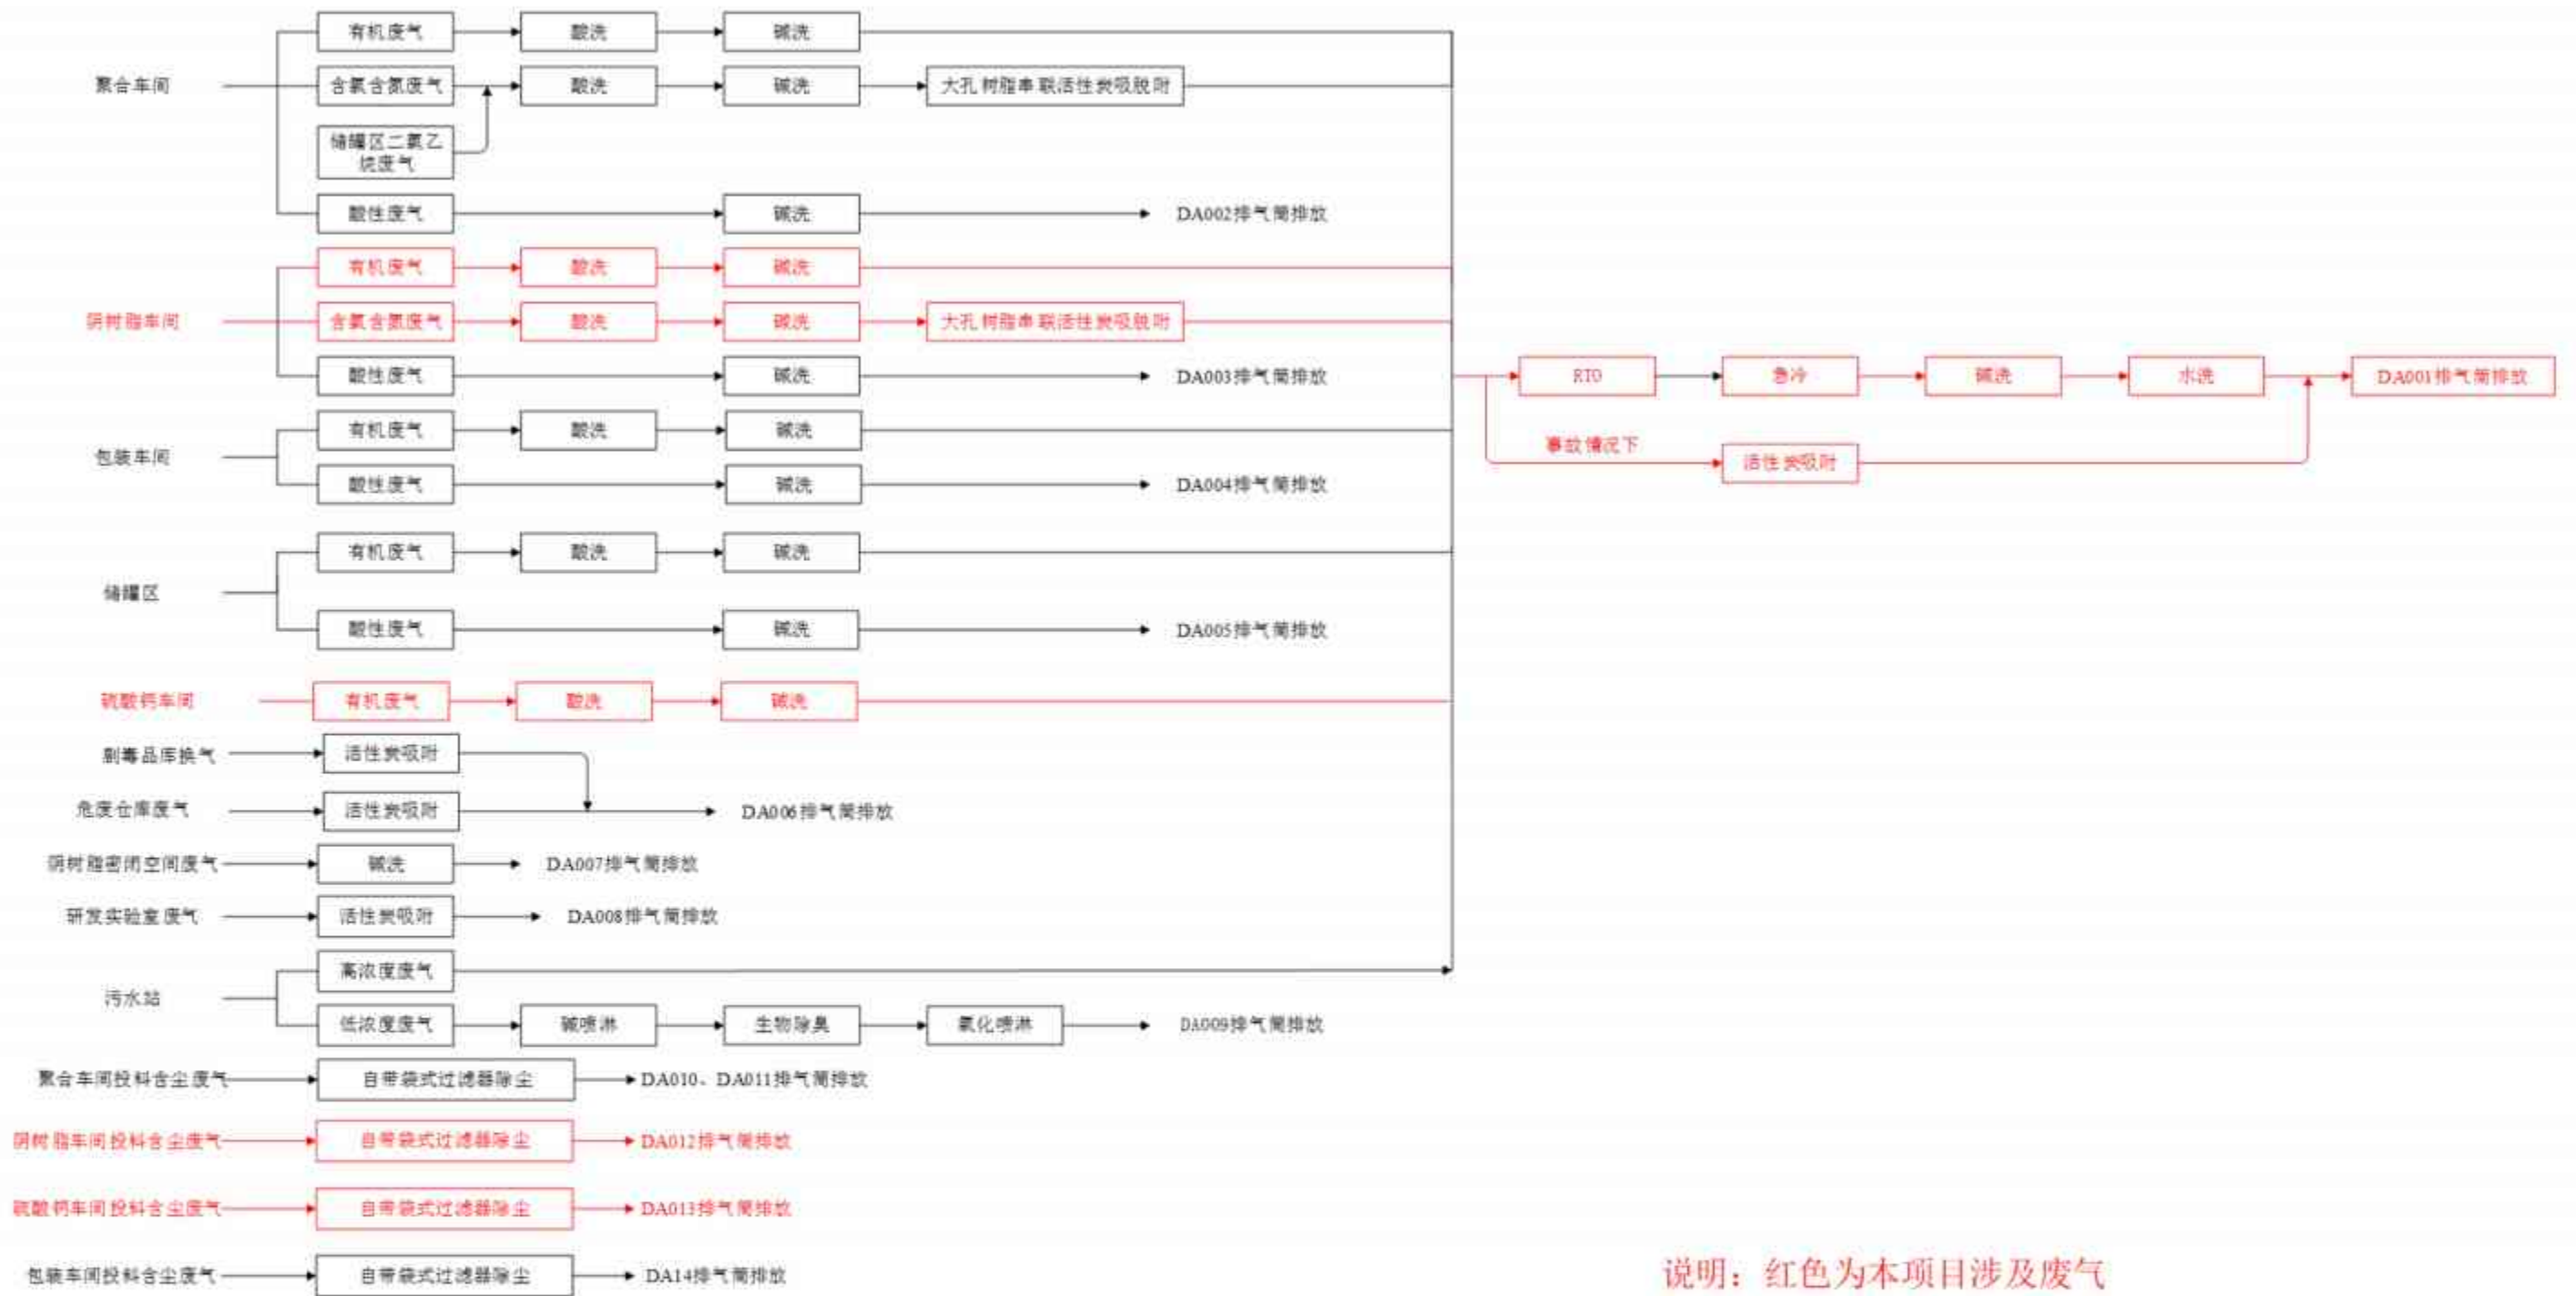 有机废气 酸洗 碱洗
聚合车间 含氯含氮废气 酸洗 碱洗 大孔树脂串联活性炭吸脱附
储罐区二氯乙
烷废气
酸性废气 碱洗 DA002排气筒排放
有机废气 酸洗 碱洗
阴树脂车间 含氯含氮废气 酸洗 碱洗 大孔树脂串联活性炭吸脱附
酸性废气 碱洗 DA003排气筒排放
RTO 急冷 碱洗 水洗 DA001排气筒排放
有机废气 酸洗 碱洗
事故情况下 活性炭吸附
包装车间
酸性废气 碱洗 DA004排气筒排放
有机废气 酸洗 碱洗
储罐区
酸性废气 碱洗 DA005排气筒排放
硫酸钙车间 有机废气 酸洗 碱洗
剧毒品库换气 活性炭吸附
危废仓库废气 活性炭吸附 DA006排气筒排放
阴树脂密闭空间废气 碱洗 DA007排气筒排放
研发实验室废气 活性炭吸附 DA008排气筒排放
高浓度废气
污水站
低浓度废气 碱喷淋 生物除臭 氧化喷淋 DA009排气筒排放
聚合车间投料含尘废气 自带袋式过滤器除尘 DA010、DA011排气筒排放
阴树脂车间投料含尘废气 自带袋式过滤器除尘 DA012排气筒排放
硫酸钙车间投料含尘废气 自带袋式过滤器除尘 DA013排气筒排放
包装车间投料含尘废气 自带袋式过滤器除尘 DA14排气筒排放
说明：红色为本项目涉及废气